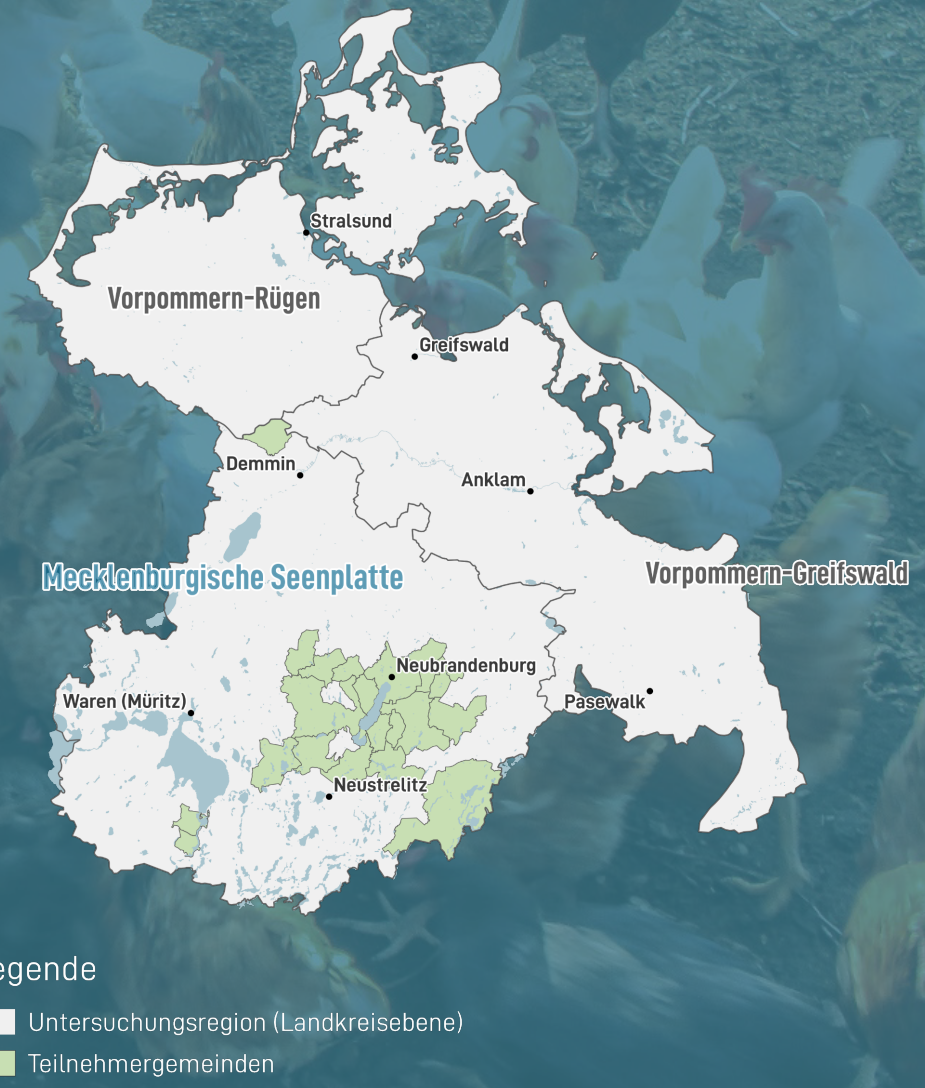 Stralsund
Vorpommern-Rügen
Greifswald
Demmin
Anklam
Mecklenburgische Seenplatte
Vorpommern-Greifswald
Neubrandenburg
Waren (Müritz)
Pasewalk
Neustrelitz
egende
Untersuchungsregion (Landkreisebene)
Teilnehmergemeinden